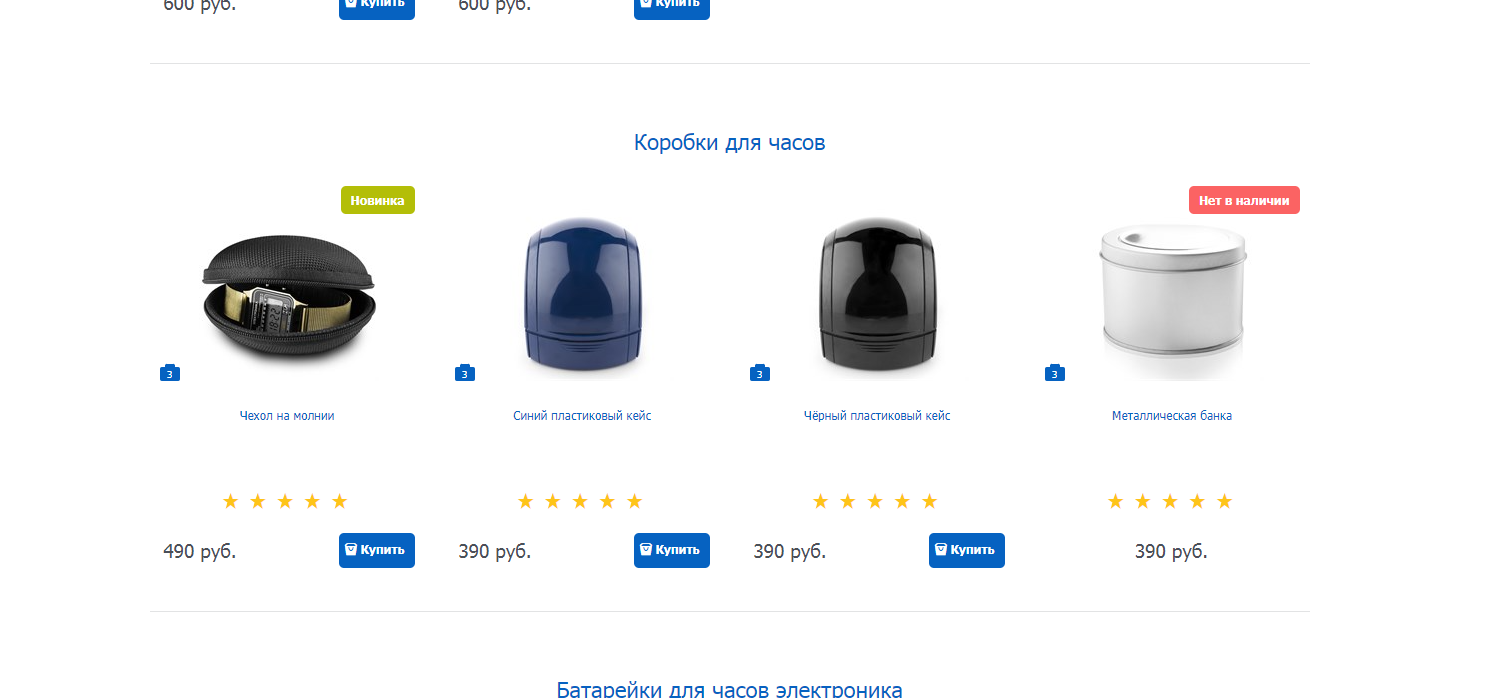 600 руб.
Купить
600 руб.
Купить
Коробки для часов
Новинка
Нет в наличии
18:22
3
3
3
3
Чехол на молнии
Синий пластиковый кейс
Чёрный пластиковый кейс
Металлическая банка
490 руб.
Купить
390 руб.
Купить
390 руб.
Купить
390 руб.
Батарейки для часов электроника